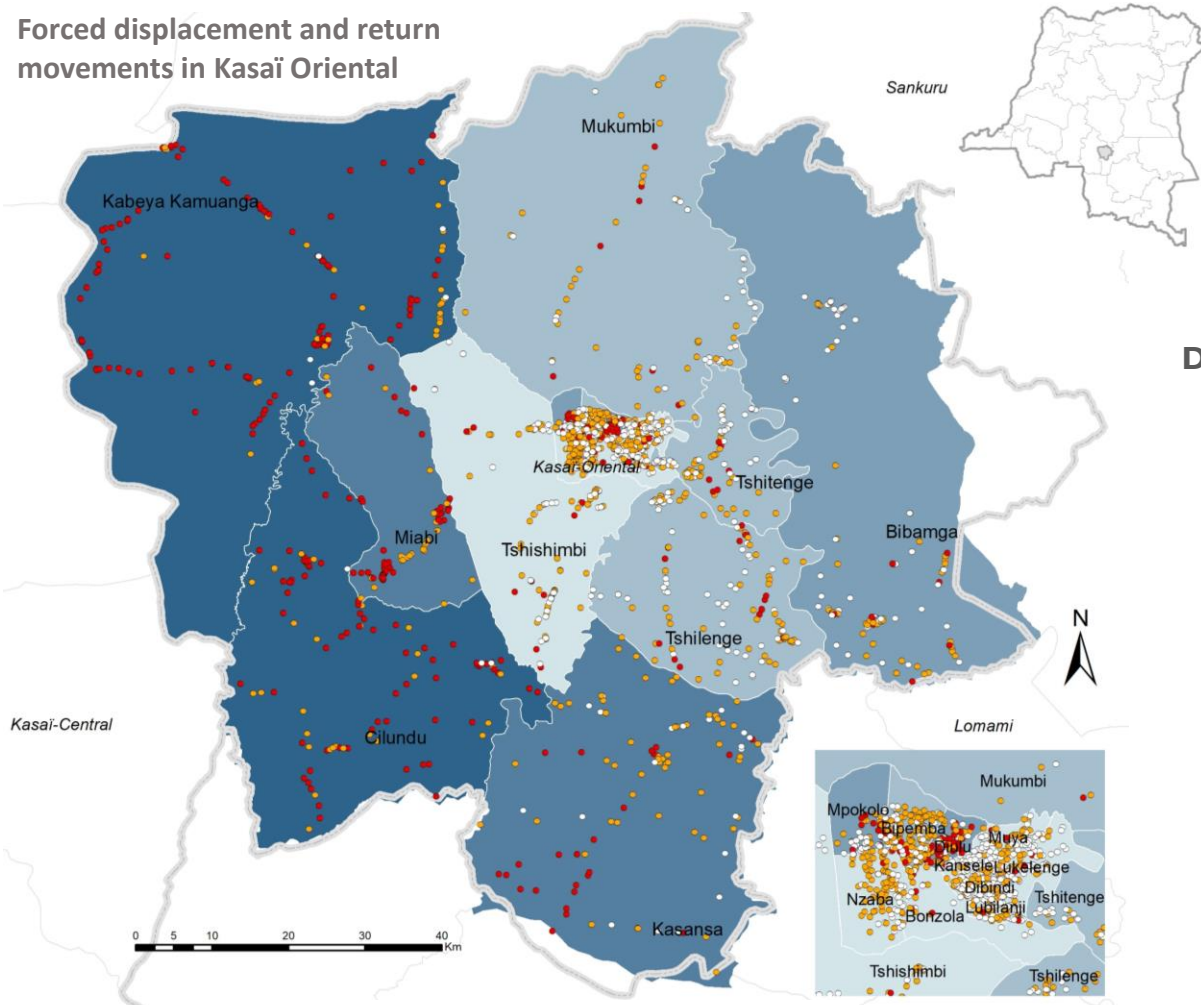 Forced displacement and return
movements in Kasaï Oriental
Sankuru
Mukumbi
Kabeya Kamuanga
D
Kasaï-Oriental
Tshitenge
Miabi
Tshishimbi
Bibamga
N
Tshilenge
Kasaï-Central
Cilundu
Lomami
Kasansa
0 5 10 20 30 40
Km
Mukumbi
Mpokolo
Bipemba
Diulu
Muya
Kansele
Lukelenge
Dibindi
Nzaba
Lubilanji
Tshitenge
Bonzola
Tshishimbi
Tshilenge